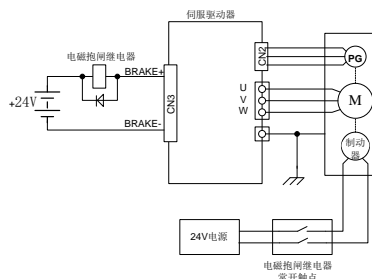 伺服驱动器
电磁抱闸继电器
BRAKE+
+24V
BRAKE-
CN3
CN2
U
V
W
PG
M
制动
器
24V电源
电磁抱闸继电器
常开触点